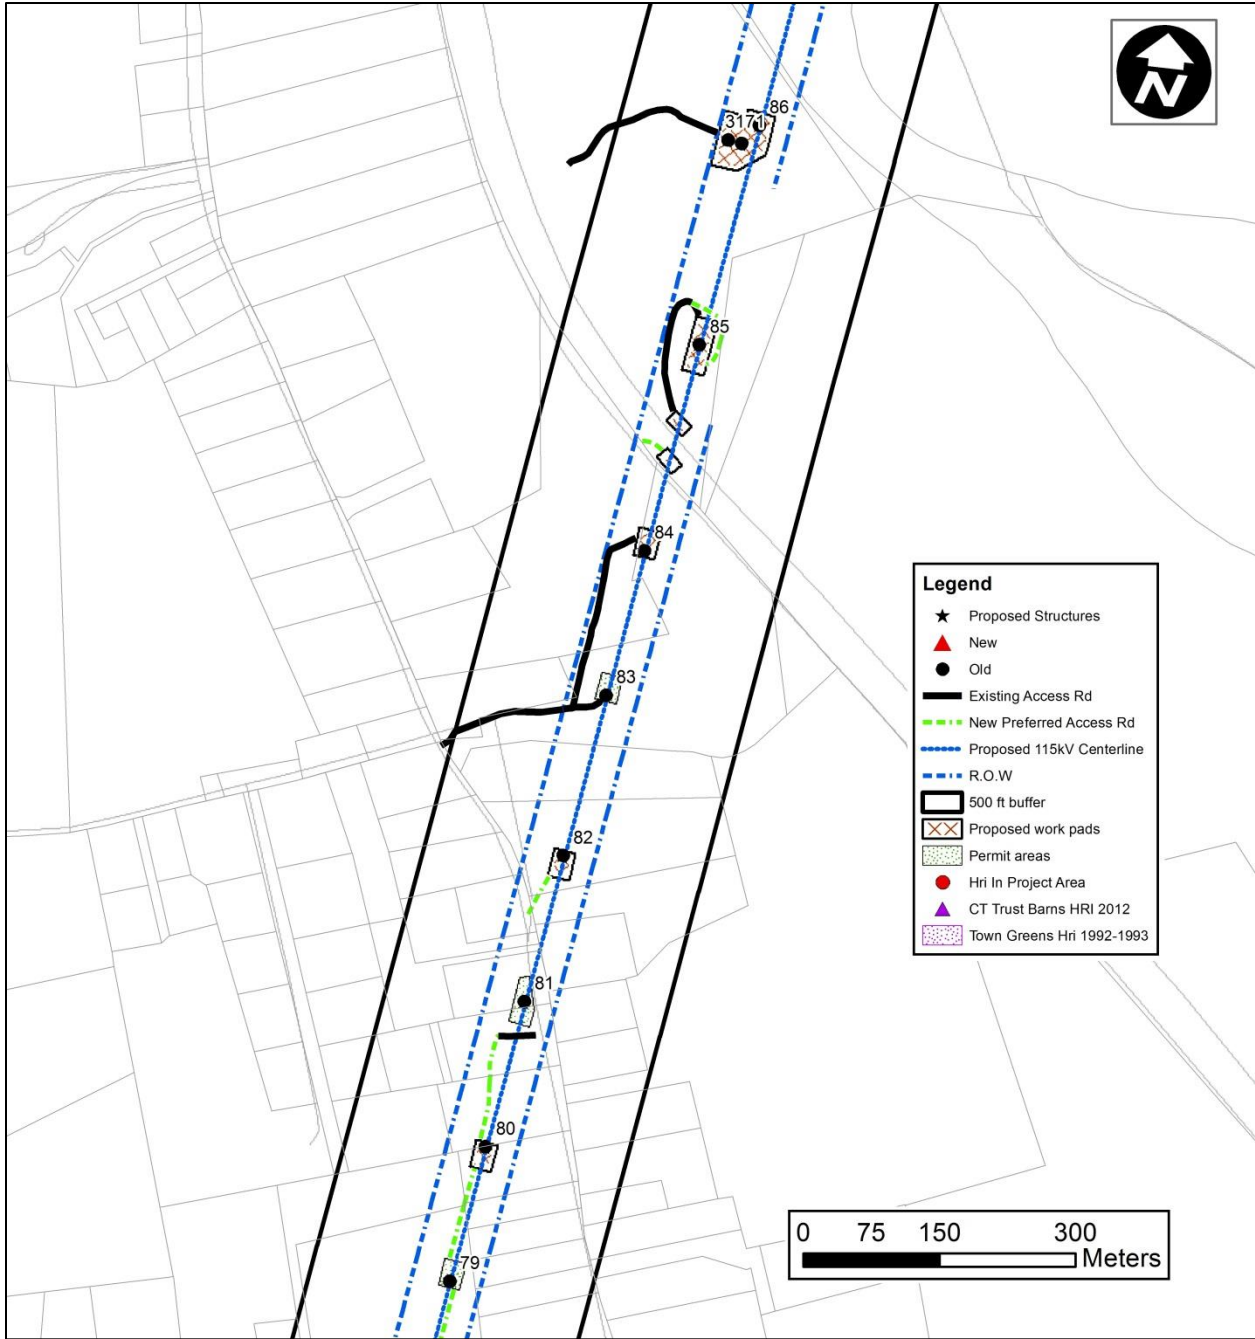 N
86
3171
85
84
83
82
81
80
79
Legend
Proposed Structures
New
Old
Existing Access Rd
New Preferred Access Rd
Proposed 115kV Centerline
R.O.W
500 ft buffer
Proposed work pads
Permit areas
Hri In Project Area
CT Trust Barns HRI 2012
Town Greens Hri 1992-1993
0 75 150 300
Meters